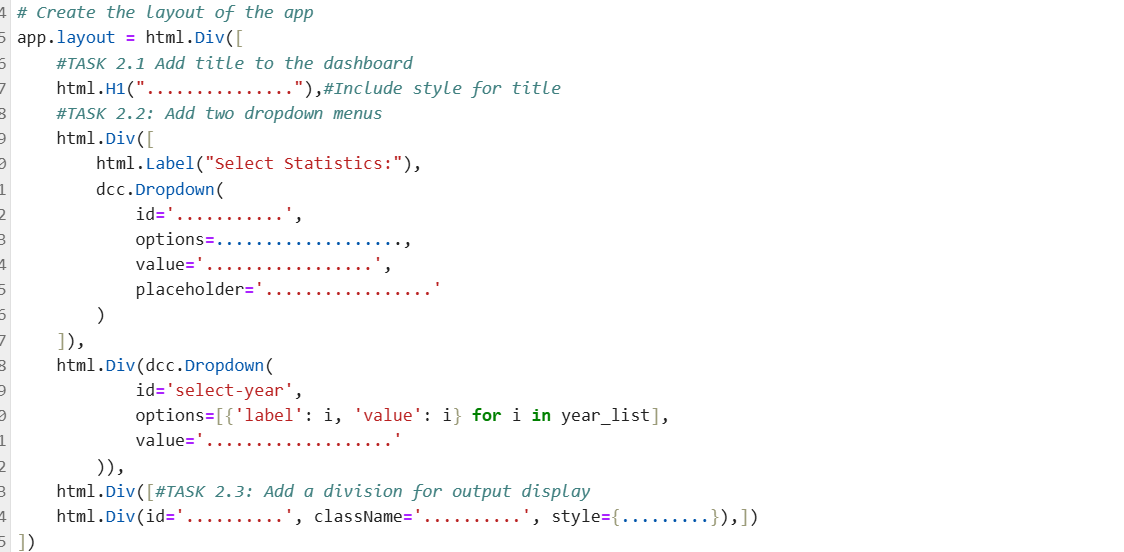 4 # Create the layout of the app
5 app.layout = html.Div([
6     #TASK 2.1 Add title to the dashboard
7     html.H1("..............."),#Include style for title
8     #TASK 2.2: Add two dropdown menus
9     html.Div([
0         html.Label("Select Statistics:"),
1         dcc.Dropdown(
2             id='...........',
3             options=...................,
4             value='.................',
5             placeholder='.................'
6         )
7     ]),
8     html.Div(dcc.Dropdown(
9             id='select-year',
0             options=[{'label': i, 'value': i} for i in year_list],
1             value='...................'
2         )),
3     html.Div([#TASK 2.3: Add a division for output display
4     html.Div(id='..........', className='..........', style={.........}),])
5 ])